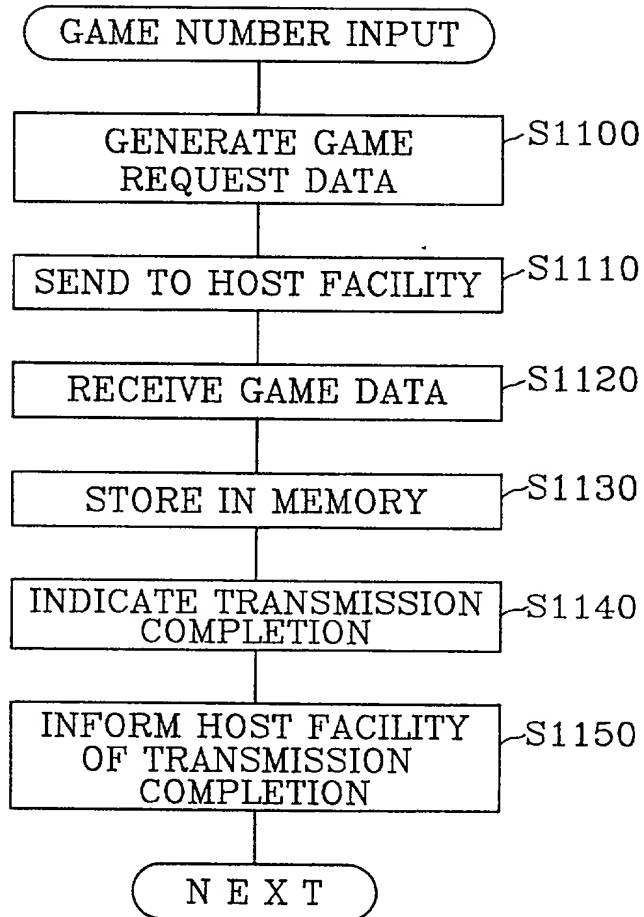 GAME NUMBER INPUT
GENERATE GAME
REQUEST DATA
S1100
SEND TO HOST FACILITY
S1110
RECEIVE GAME DATA
S1120
STORE IN MEMORY
S1130
INDICATE TRANSMISSION
COMPLETION
S1140
INFORM HOST FACILITY
OF TRANSMISSION
COMPLETION
S1150
NEXT